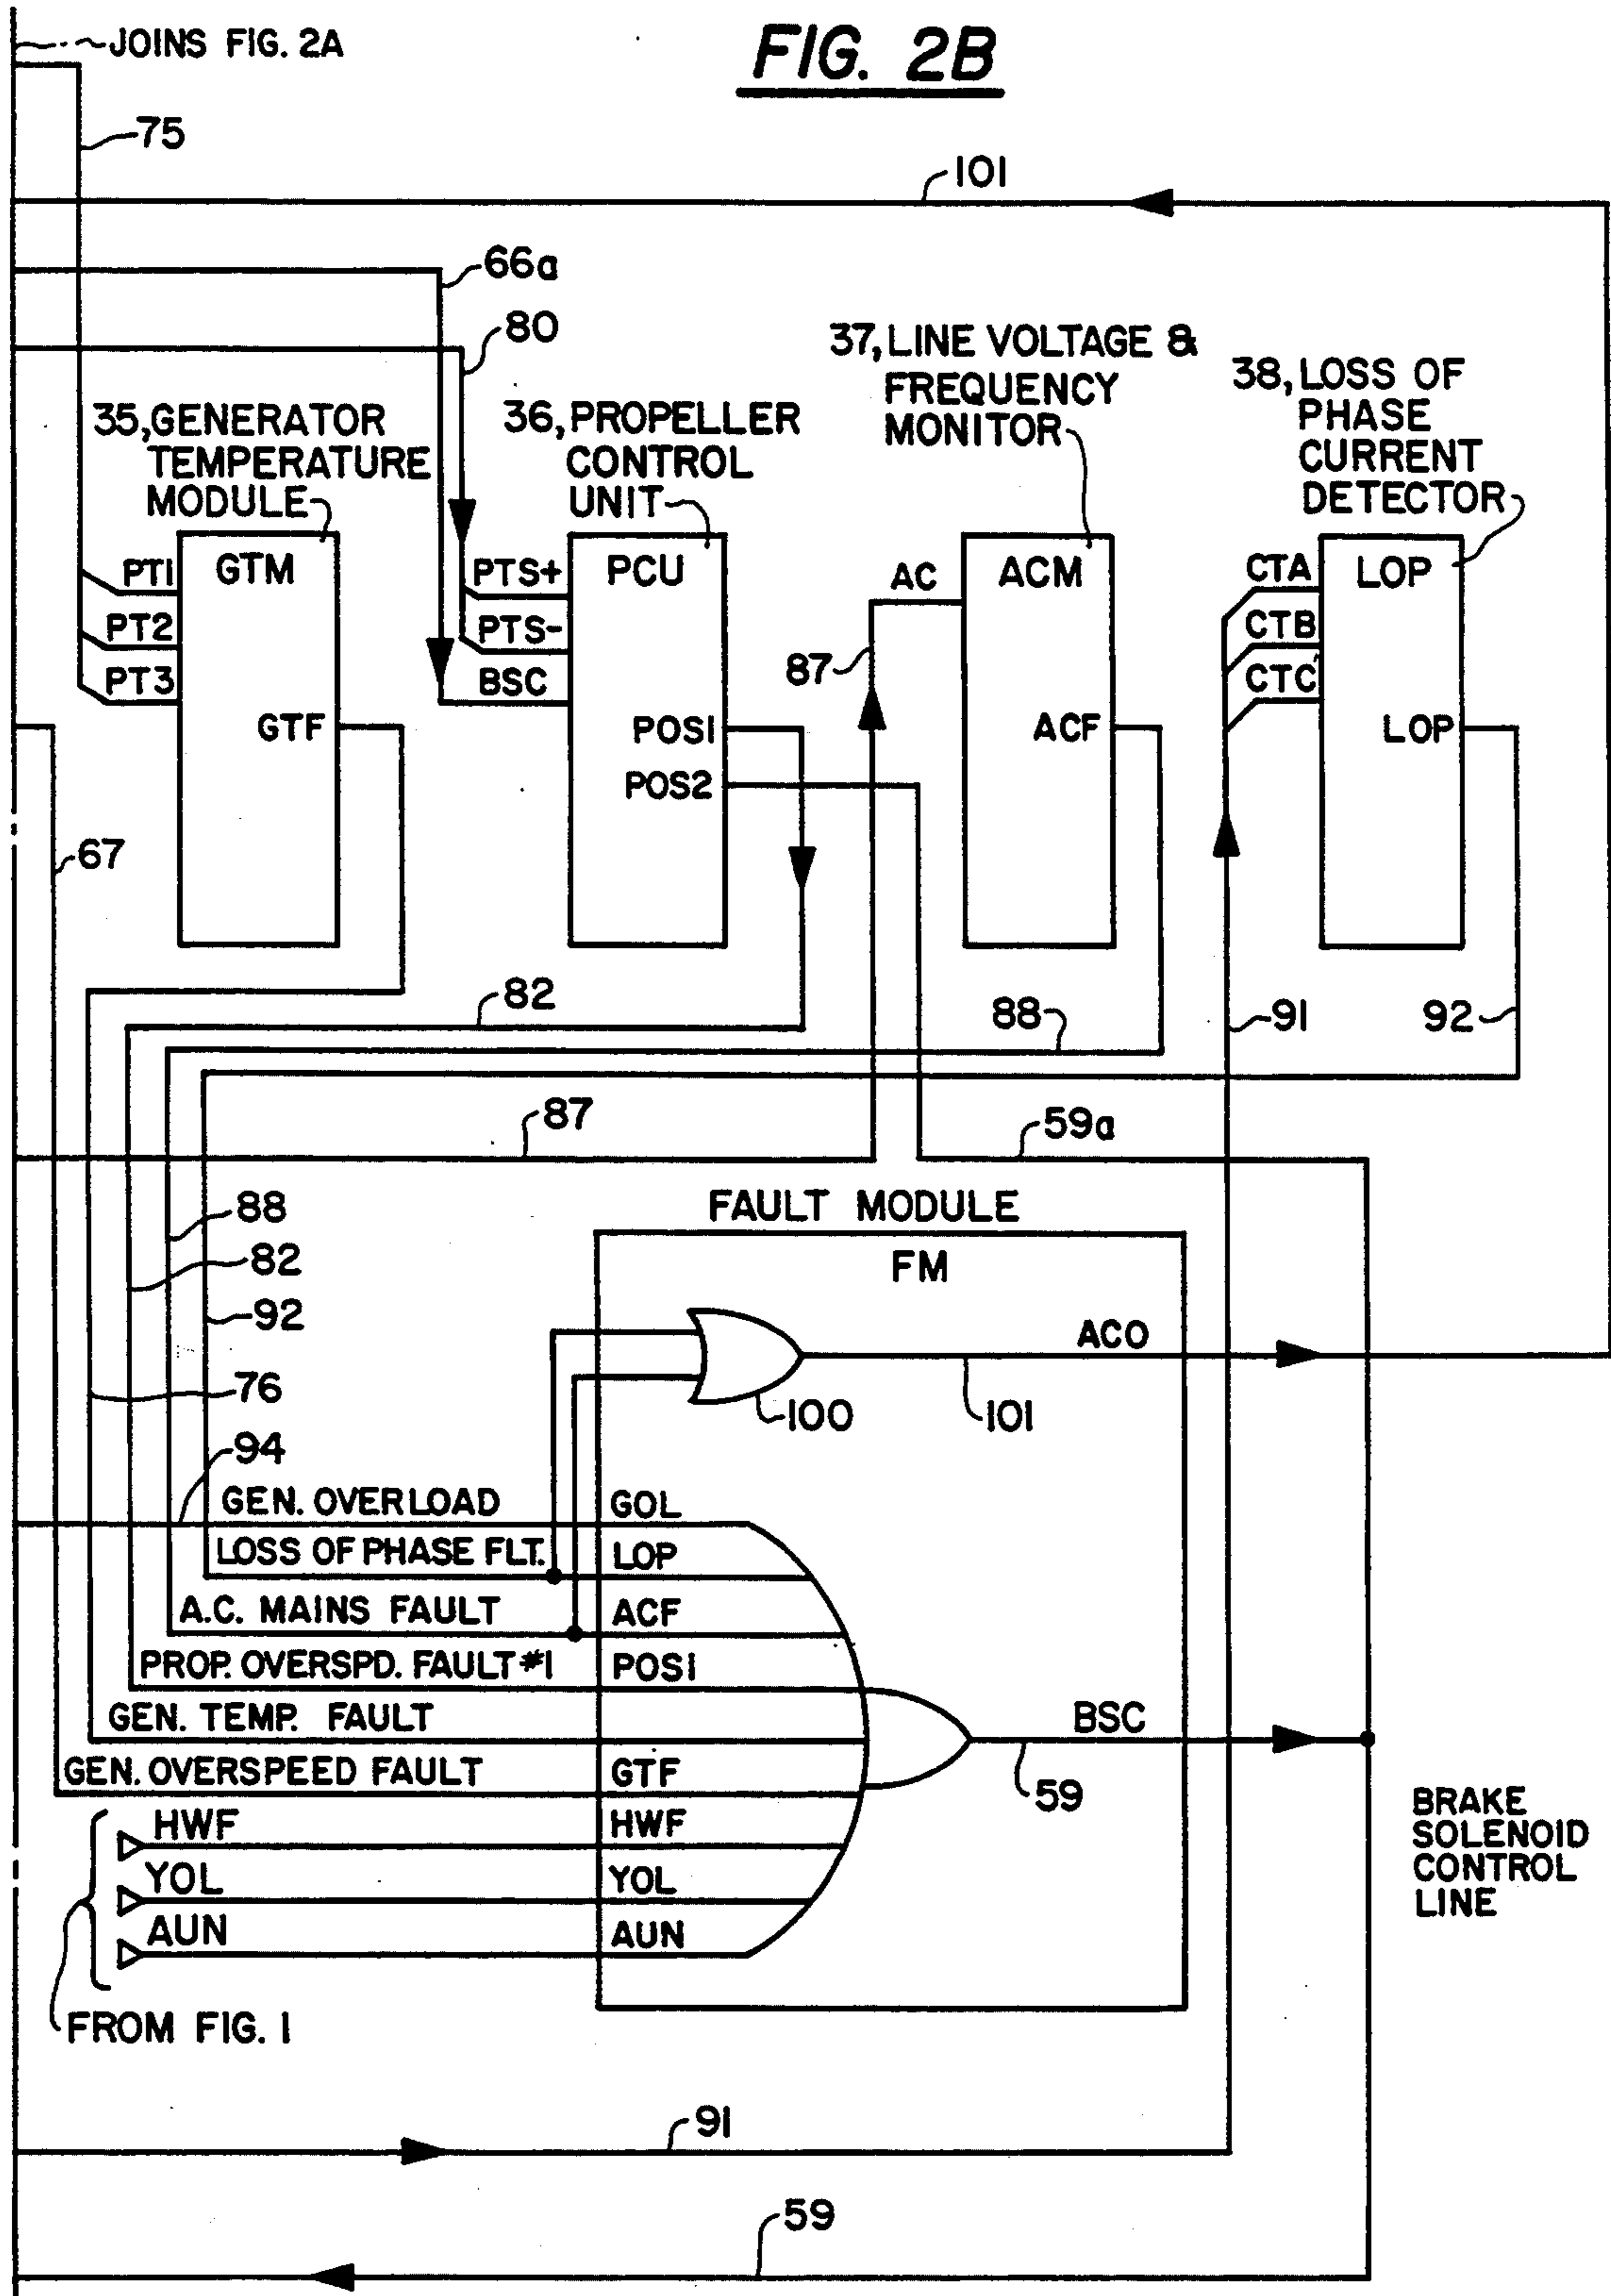 JOINS FIG. 2A
FIG. 2B
75
101
66a
80
35, GENERATOR
TEMPERATURE
MODULE
36, PROPELLER
CONTROL
UNIT
37, LINE VOLTAGE &
FREQUENCY
MONITOR
38, LOSS OF
PHASE
CURRENT
DETECTOR
PT1
PT2
PT3
GTM
GTF
PTS+
PTS-
BSC
PCU
POS1
POS2
AC
87
ACM
ACF
CTA
CTB
CTC
LOP
LOP
67
82
88
91
92
87
59a
88
82
92
76
94
FAULT MODULE
FM
100
101
ACO
GEN. OVERLOAD GOL
LOSS OF PHASE FLT. LOP
A.C. MAINS FAULT ACF
PROP. OVERSPD. FAULT #1 POS1
GEN. TEMP. FAULT
GEN. OVERSPEED FAULT GTF
HWF HWF
YOL YOL
AUN AUN
BSC
59
BRAKE
SOLENOID
CONTROL
LINE
FROM FIG. 1
91
59